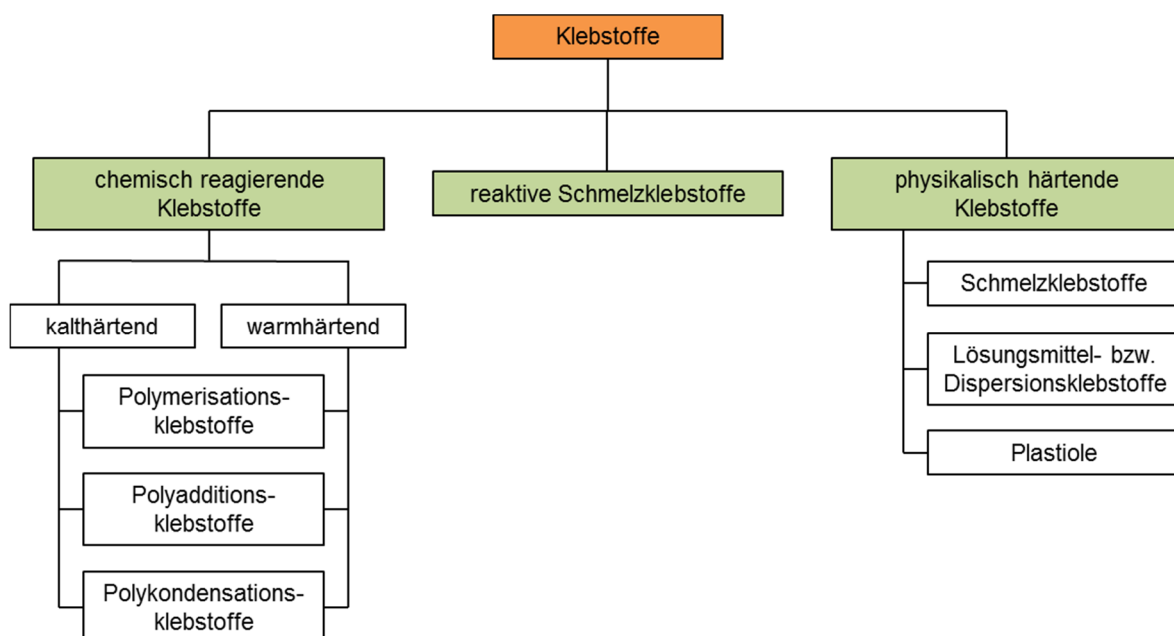 Klebstoffe
chemisch reagierende
Klebstoffe
reaktive Schmelzklebstoffe
physikalisch härtende
Klebstoffe
kalthärtend
warmhärtend
Polymerisations-
klebstoffe
Polyadditions-
klebstoffe
Polykondensations-
klebstoffe
Schmelzklebstoffe
Lösungsmittel- bzw.
Dispersionsklebstoffe
Plastiole